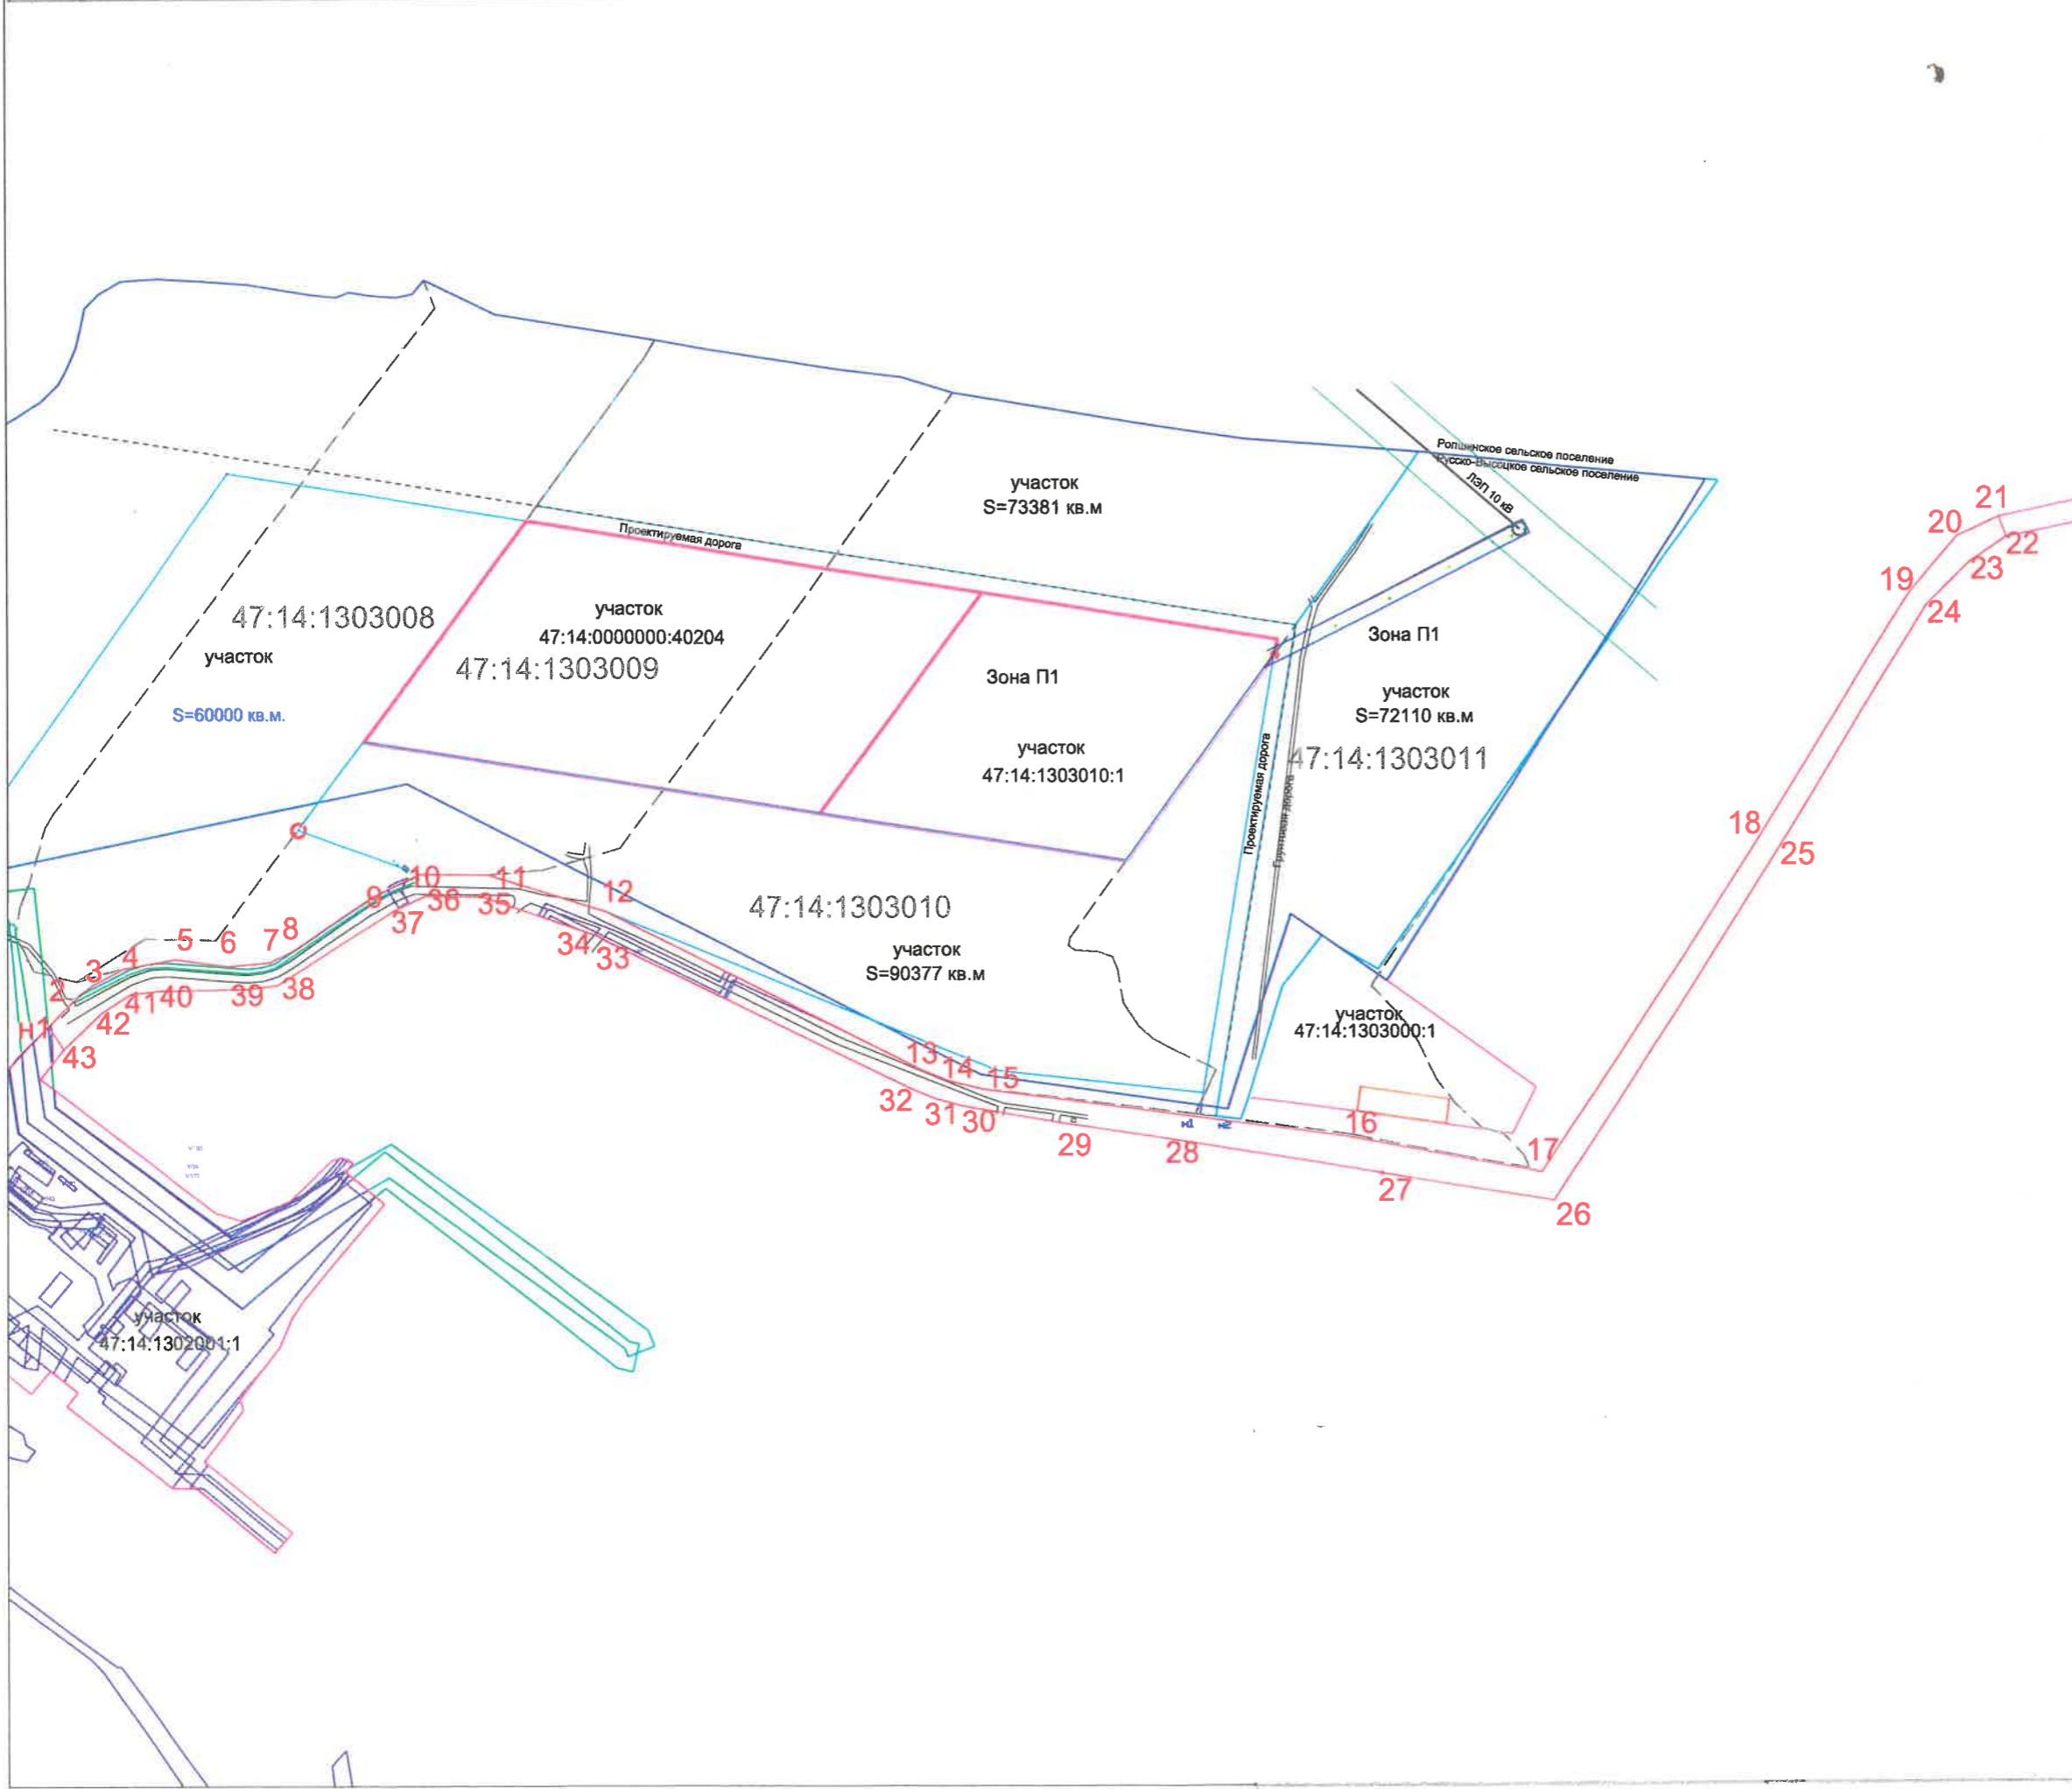 Ропшинское сельское поселение
Русско-Высоцкое сельское поселение
ЛЭП 10 кВ
участок
S=73381 кв.м
21
20
22
23
19
24
Проектируемая дорога
47:14:1303008
участок
S=60000 кв.м.
участок
47:14:0000000:40204
47:14:1303009
Зона П1
участок
47:14:1303010:1
Зона П1
участок
S=72110 кв.м
47:14:1303011
Проектируемая дорога
Грунтовая дорога
18
25
10
11
12
9
36
35
37
47:14:1303010
участок
S=90377 кв.м
34
33
5
6
7
8
4
3
2
41
40
39
38
42
Н1
43
участок
47:14:1303000:1
13
14
15
32
31
30
29
28
н1
н2
16
17
27
26
участок
47:14:1302001:1